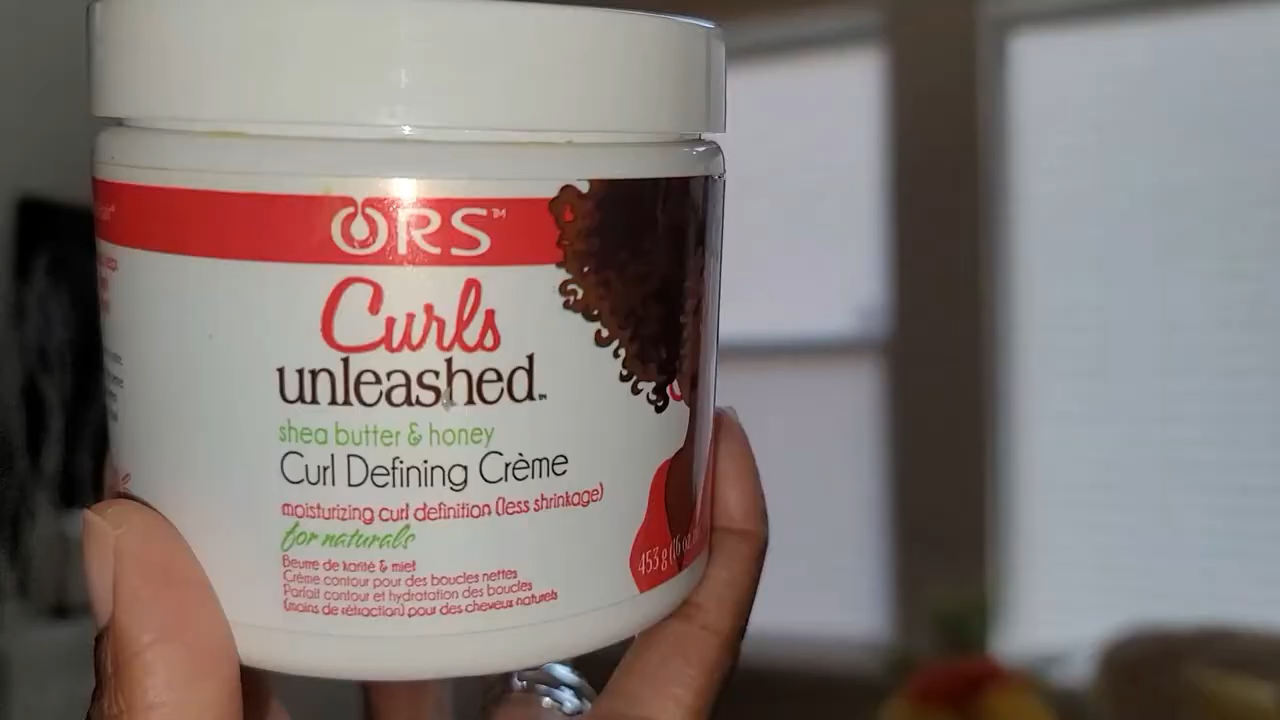 ORS™
Curls
unleashed™
shea butter & honey
Curl Defining Crème
moisturizing curl definition (less shrinkage)
for naturals
Beurre de karité & miel
Crème contour pour des boucles nettes
Parfait contour et hydratation des boucles
(moins de rétraction) pour des cheveux naturels
453 g (16 oz